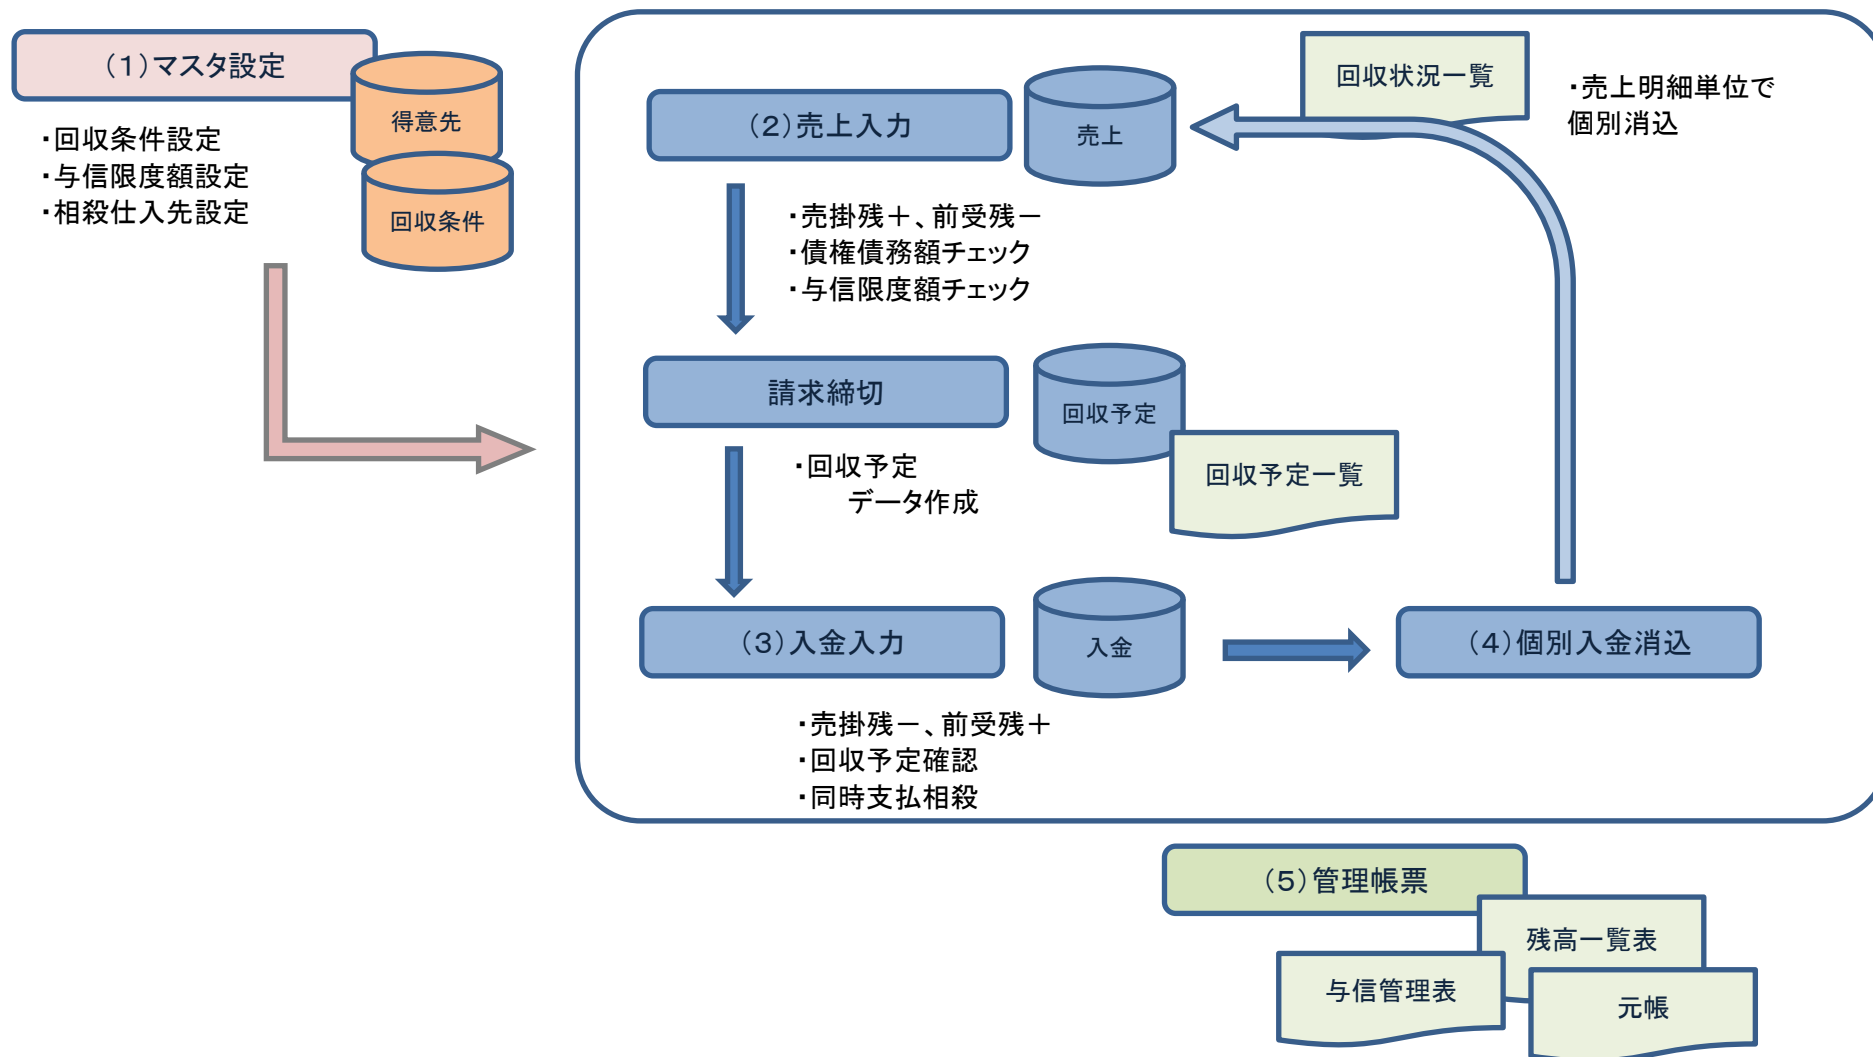 （１）マスタ設定
得意先
回収条件
・回収条件設定
・与信限度額設定
・相殺仕入先設定
（２）売上入力
売上
回収状況一覧
・売上明細単位で
個別消込
・売掛残＋、前受残－
・債権債務額チェック
・与信限度額チェック
請求締切
回収予定
回収予定一覧
・回収予定
データ作成
（３）入金入力
入金
（４）個別入金消込
・売掛残－、前受残＋
・回収予定確認
・同時支払相殺
（５）管理帳票
残高一覧表
与信管理表
元帳